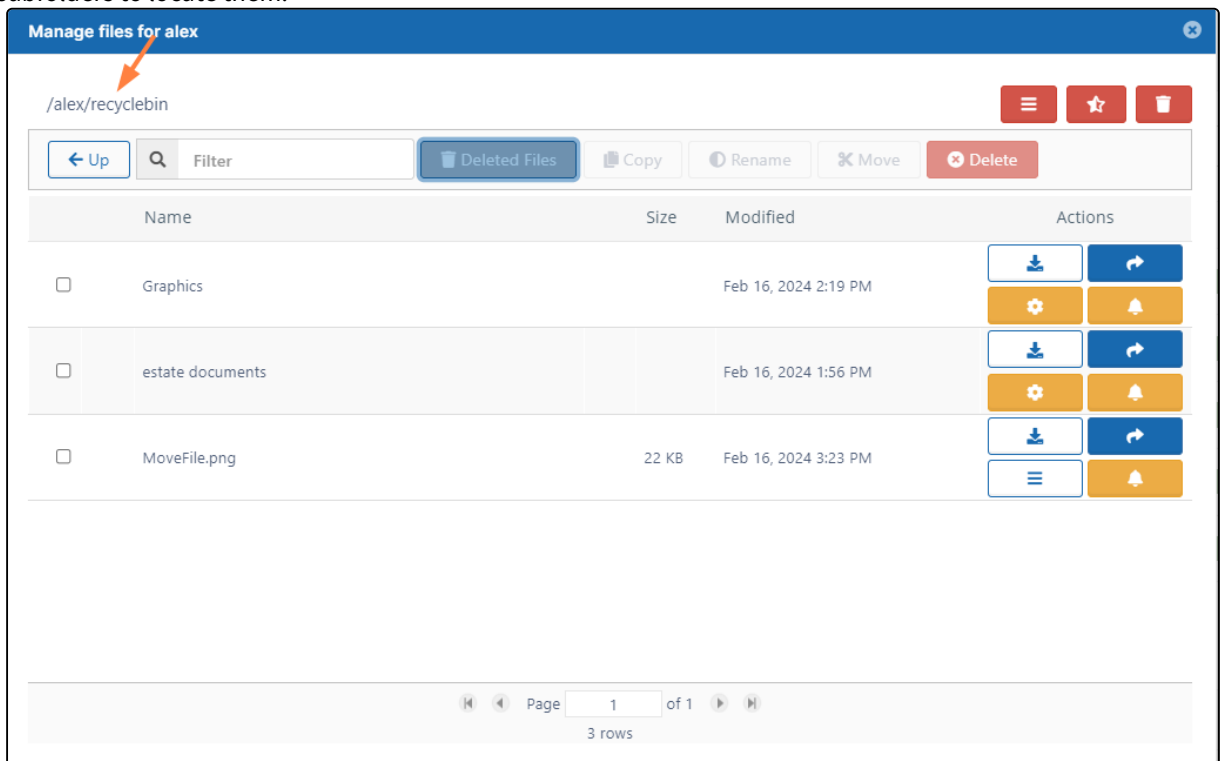 Manage files for alex
/alex/recyclebin
Up Filter Deleted Files Copy Rename Move Delete
Name Size Modified Actions
Graphics Feb 16, 2024 2:19 PM
estate documents Feb 16, 2024 1:56 PM
MoveFile.png 22 KB Feb 16, 2024 3:23 PM
Page 1 of 1
3 rows